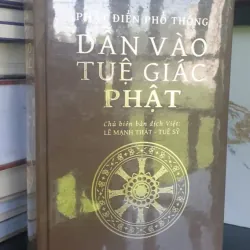 PHẬT ĐIỂN PHỔ THÔNG
DẪN VÀO
TUỆ GIÁC
PHẬT
Chủ biên bản dịch Việt:
LÊ MẠNH THÁT - TUỆ SỸ